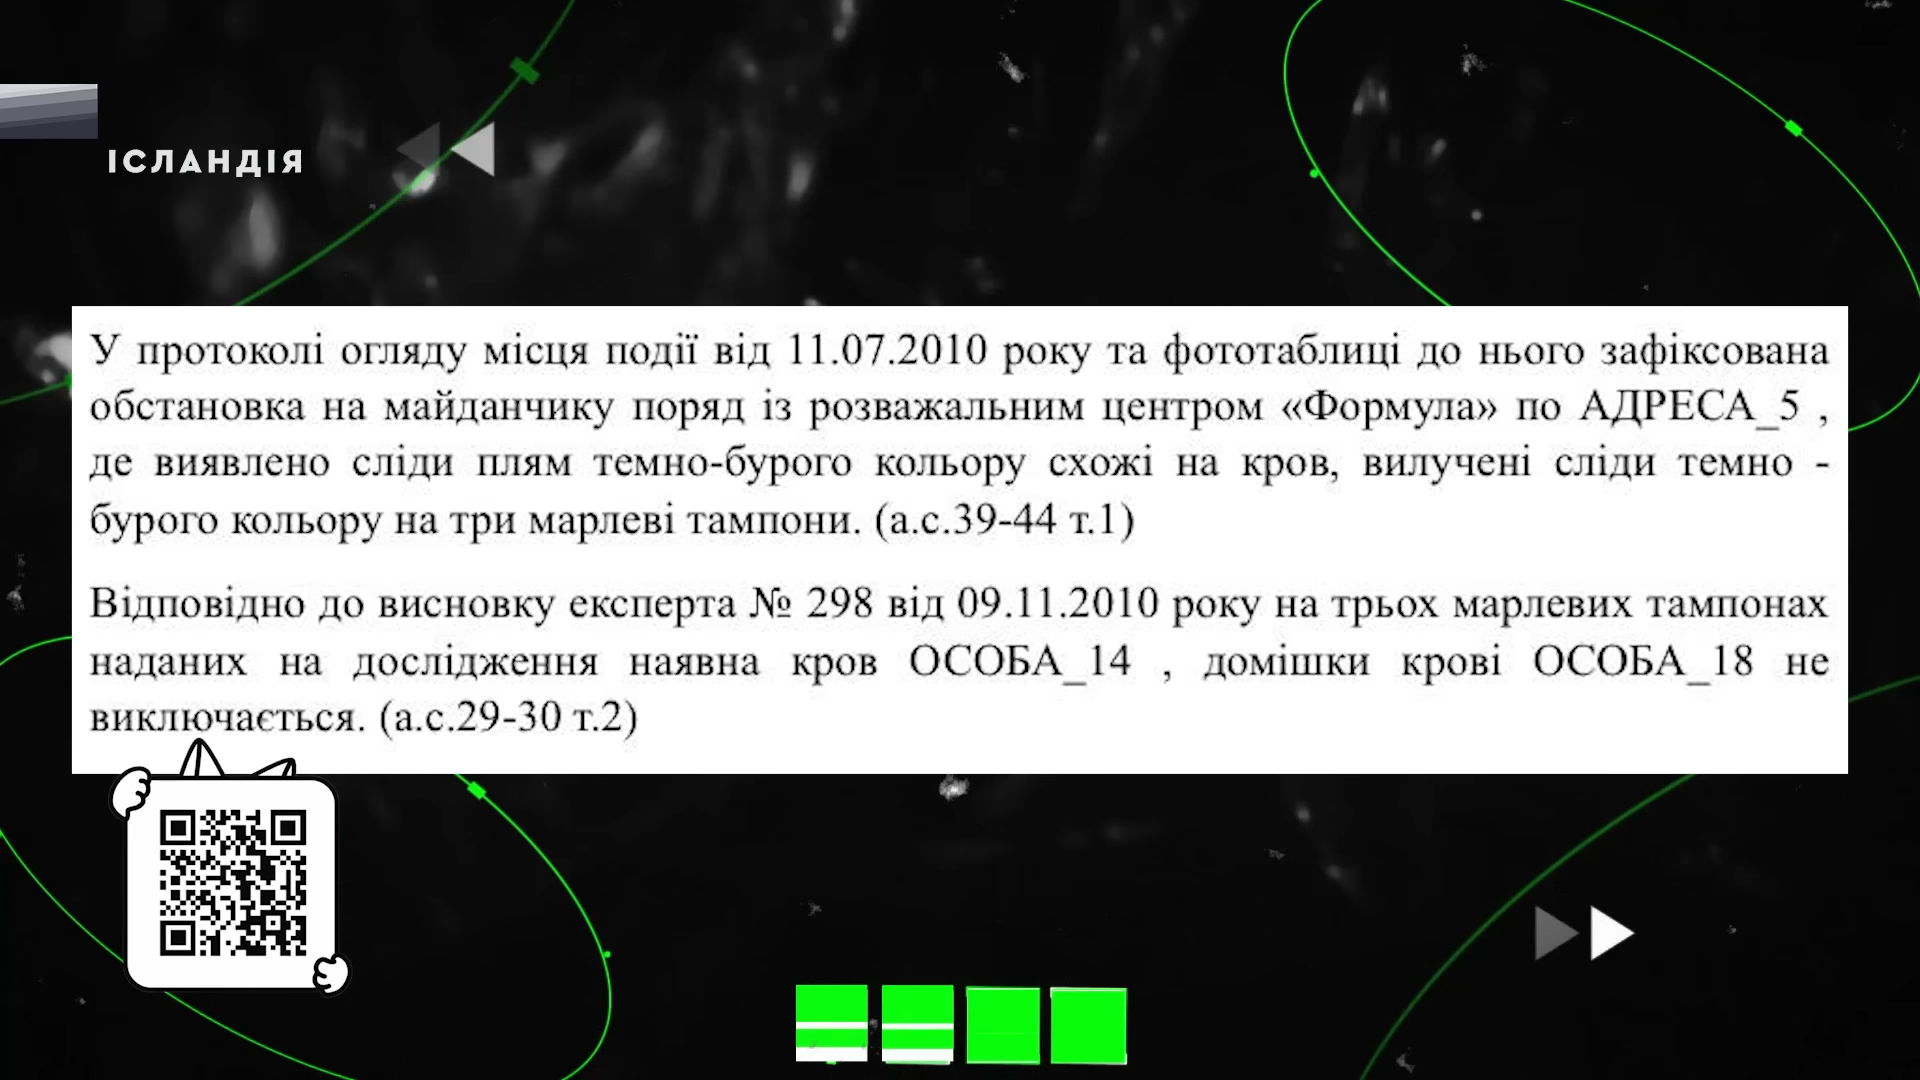 ІСЛАНДІЯ
У протоколі огляду місця події від 11.07.2010 року та фототаблиці до нього зафіксована
обстановка на майданчику поряд із розважальним центром «Формула» по АДРЕСА_5 ,
де виявлено сліди плям темно-бурого кольору схожі на кров, вилучені сліди темно -
бурого кольору на три марлеві тампони. (а.с.39-44 т.1)
Відповідно до висновку експерта № 298 від 09.11.2010 року на трьох марлевих тампонах
наданих на дослідження наявна кров ОСОБА_14 , домішки крові ОСОБА_18 не
виключається. (а.с.29-30 т.2)